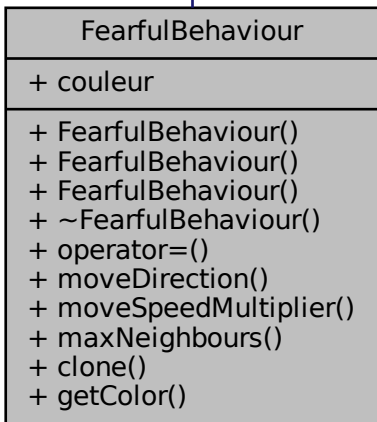 FearfulBehaviour
+ couleur
+ FearfulBehaviour()
+ FearfulBehaviour()
+ FearfulBehaviour()
+ ~FearfulBehaviour()
+ operator=()
+ moveDirection()
+ moveSpeedMultiplier()
+ maxNeighbours()
+ clone()
+ getColor()